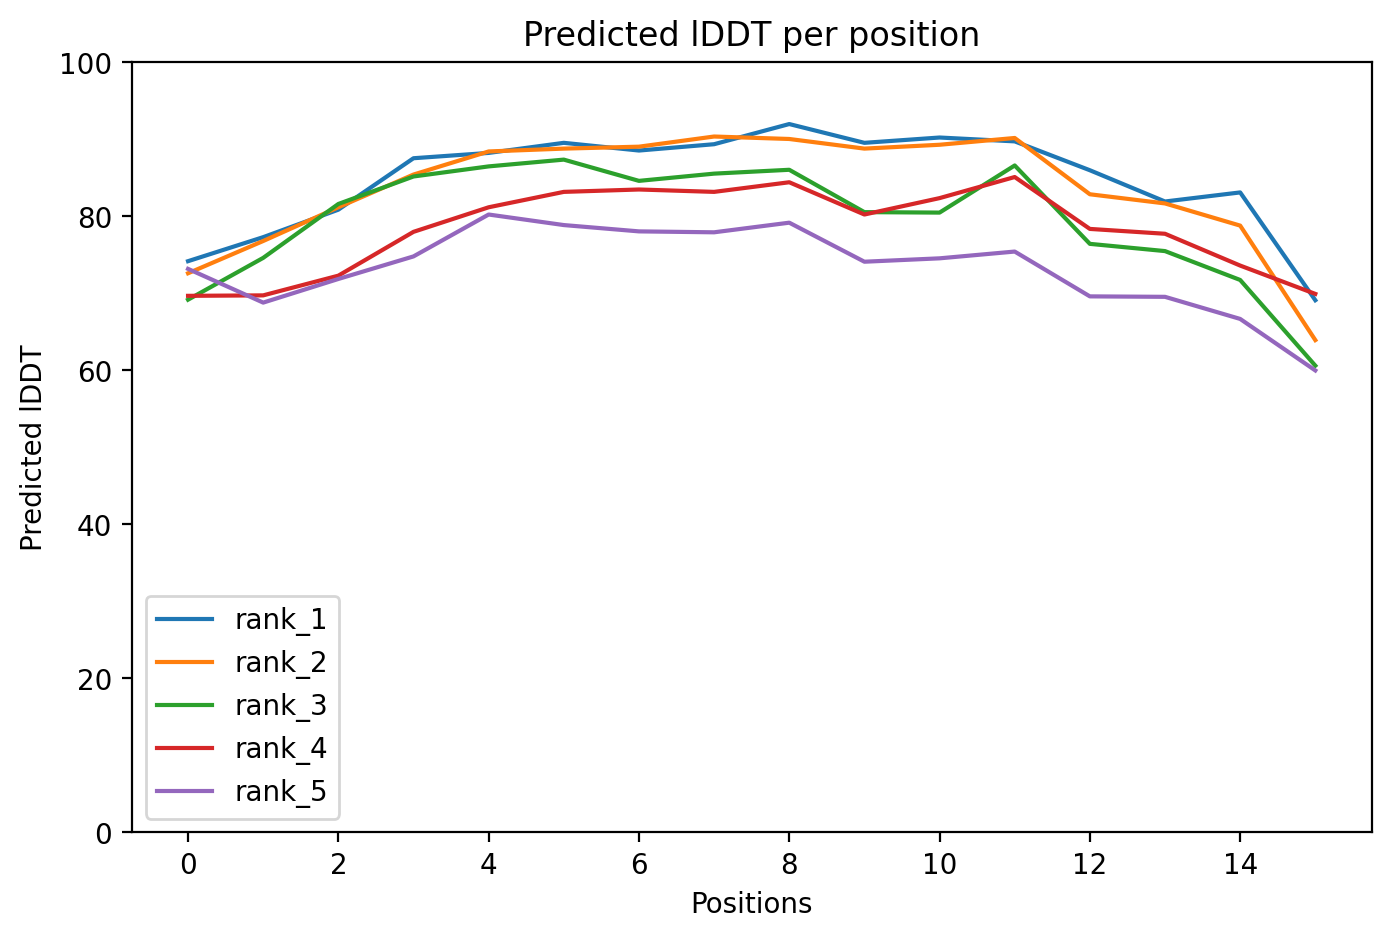 Predicted lDDT per position
100
80
60
40
20
0
Predicted lDDT
rank_1
rank_2
rank_3
rank_4
rank_5
0 2 4 6 8 10 12 14
Positions